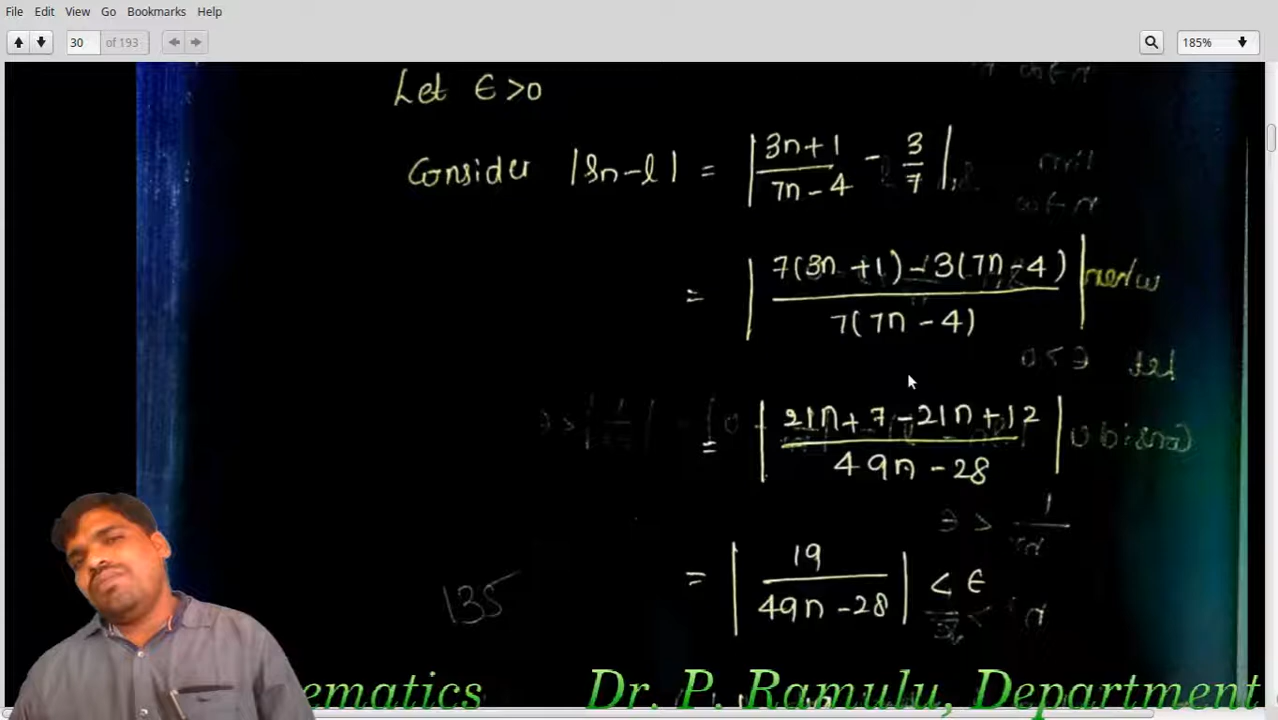 File Edit View Go Bookmarks Help
30 of 193 185%
Let ∈ >0
Consider |Sn-l| = |(3n+1)/(7n-4) - 3/7|
= |(7(3n+1) - 3(7n-4))/(7(7n-4))|
= |(21n+7-21n+12)/(49n-28)|
= |19/(49n-28)| < ∈
135
ematics Dr. P. Ramulu, Department